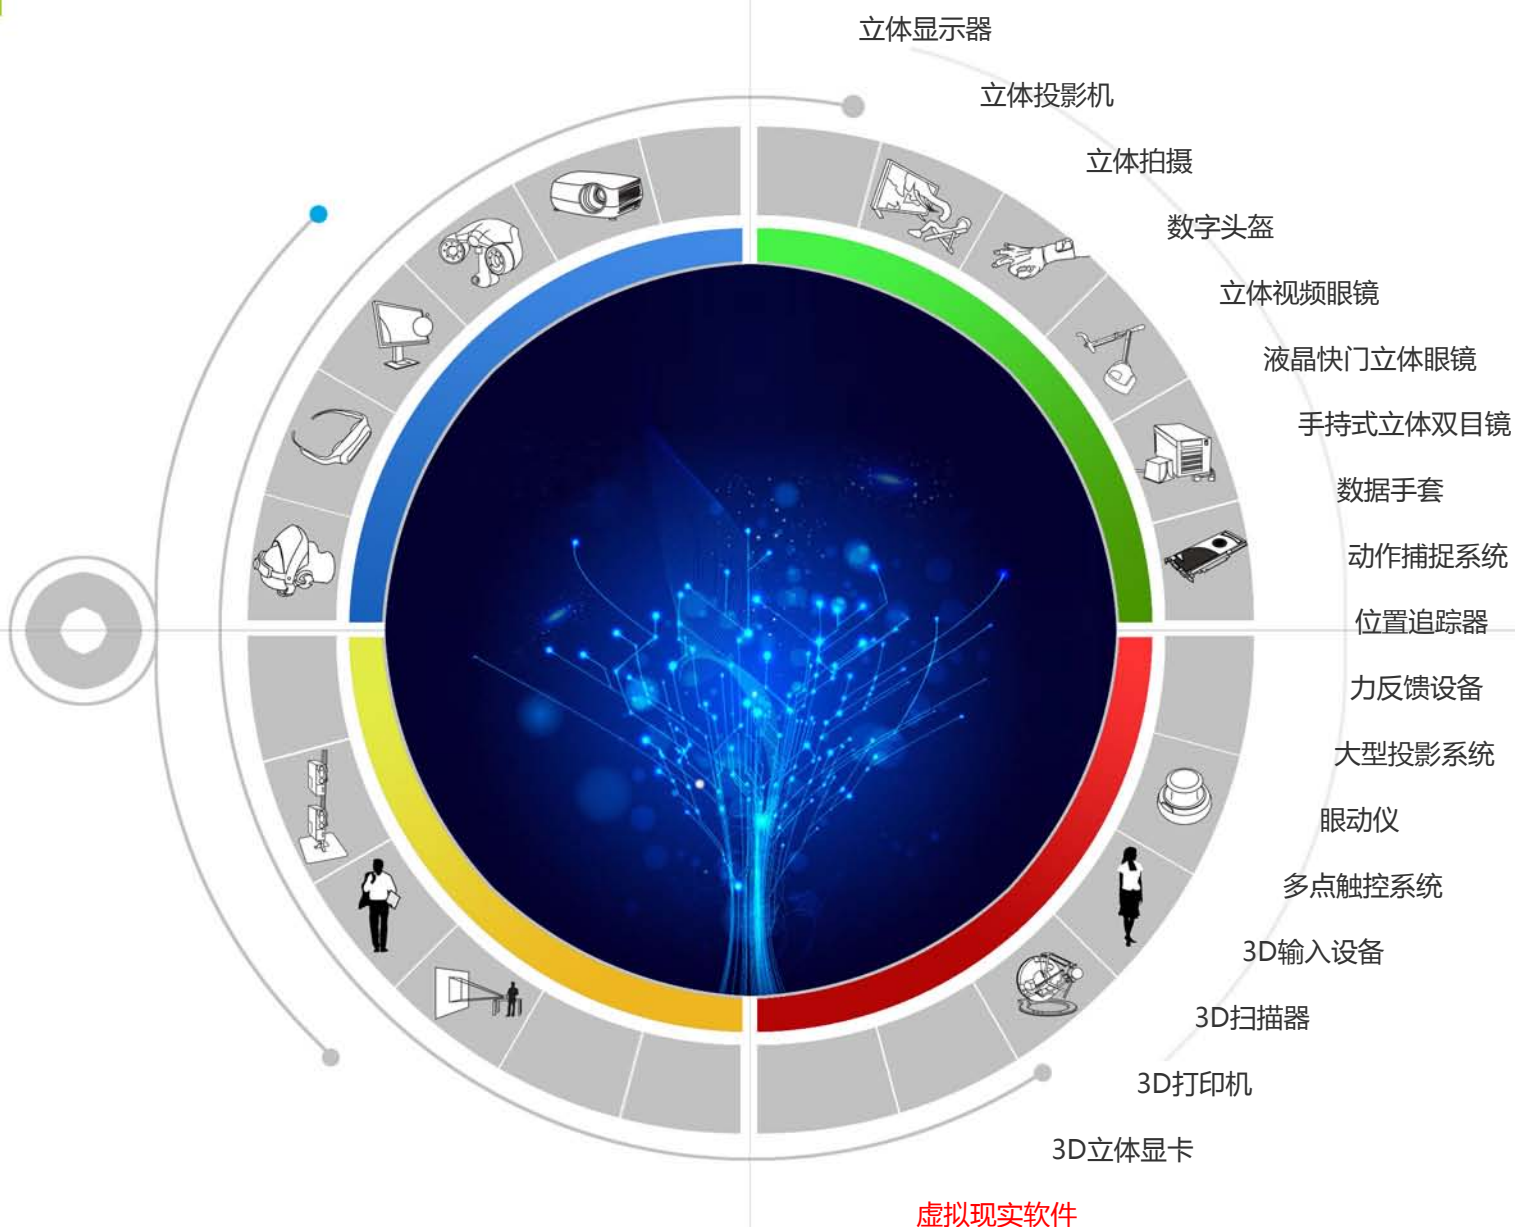 立体显示器
立体投影机
立体拍摄
数字头盔
立体视频眼镜
液晶快门立体眼镜
手持式立体双目镜
数据手套
动作捕捉系统
位置追踪器
力反馈设备
大型投影系统
眼动仪
多点触控系统
3D输入设备
3D扫描器
3D打印机
3D立体显卡
虚拟现实软件